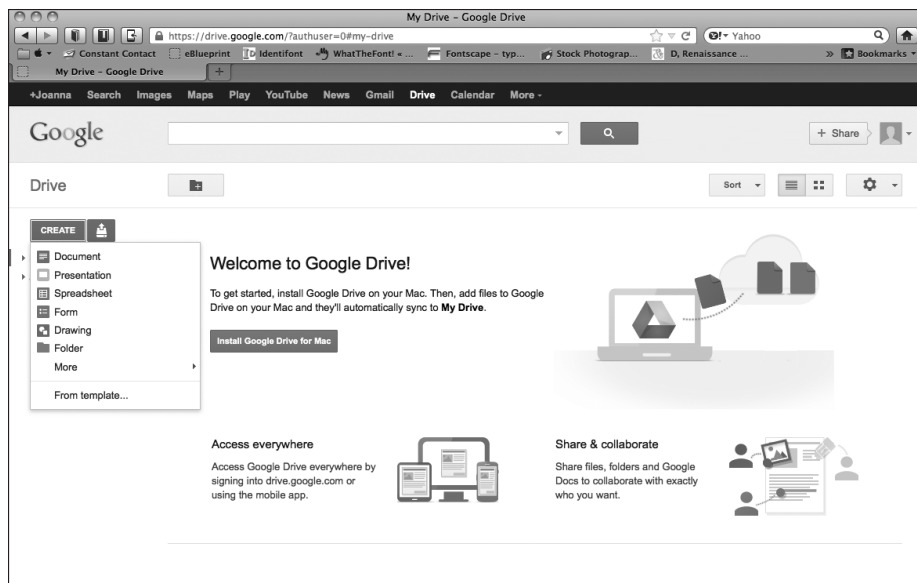 My Drive – Google Drive
https://drive.google.com/?authuser=0#my-drive
Yahoo
Constant Contact eBlueprint Identifont WhatTheFont! « ... Fontscape – typ... Stock Photograp... D, Renaissance ... » Bookmarks
My Drive – Google Drive +
+Joanna Search Images Maps Play YouTube News Gmail Drive Calendar More
Google + Share
Drive Sort
CREATE
Document
Presentation
Spreadsheet
Form
Drawing
Folder
More
From template...
Welcome to Google Drive!
To get started, install Google Drive on your Mac. Then, add files to Google
Drive on your Mac and they'll automatically sync to My Drive.
Install Google Drive for Mac
Access everywhere
Access Google Drive everywhere by
signing into drive.google.com or
using the mobile app.
Share & collaborate
Share files, folders and Google
Docs to collaborate with exactly
who you want.